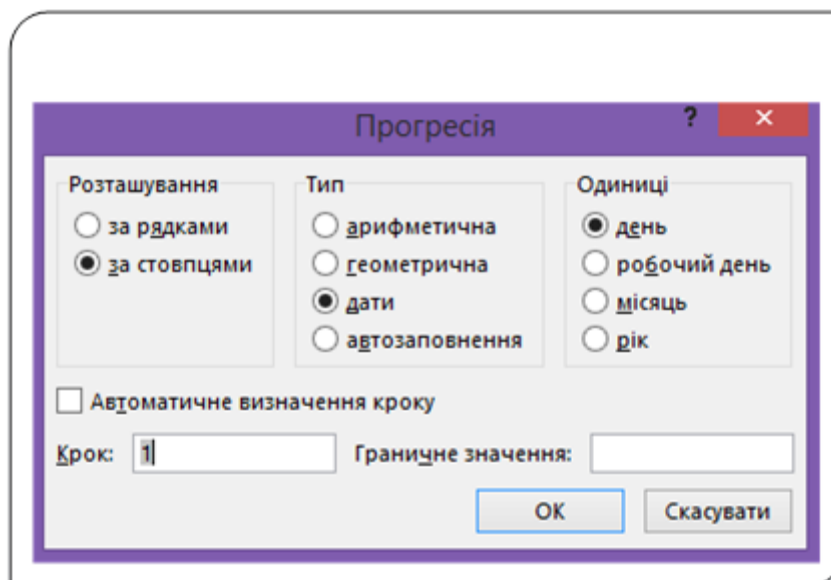 Прогресія ?
Розташування
за рядками
за стовпцями
Тип
арифметична
геометрична
дати
автозаповнення
Одиниці
день
робочий день
місяць
рік
Автоматичне визначення кроку
Крок: 1
Граничне значення:
ОК
Скасувати